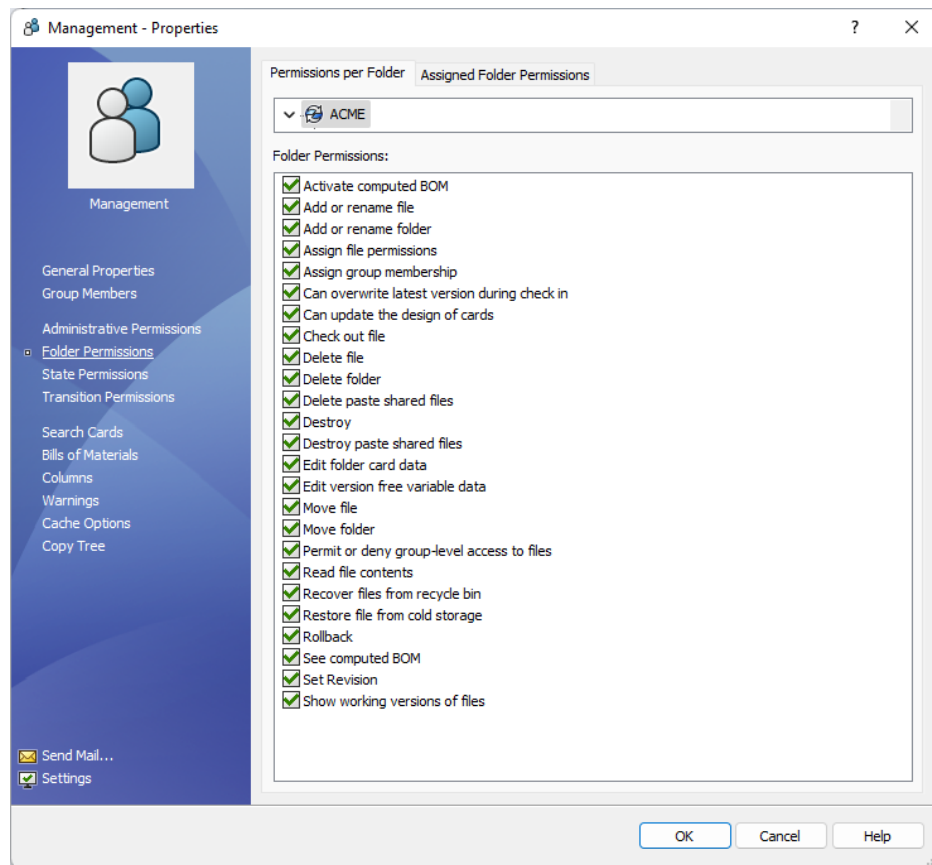 Management - Properties
?
Management
General Properties
Group Members
Administrative Permissions
Folder Permissions
State Permissions
Transition Permissions
Search Cards
Bills of Materials
Columns
Warnings
Cache Options
Copy Tree
Send Mail...
Settings
Permissions per Folder
Assigned Folder Permissions
ACME
Folder Permissions:
Activate computed BOM
Add or rename file
Add or rename folder
Assign file permissions
Assign group membership
Can overwrite latest version during check in
Can update the design of cards
Check out file
Delete file
Delete folder
Delete paste shared files
Destroy
Destroy paste shared files
Edit folder card data
Edit version free variable data
Move file
Move folder
Permit or deny group-level access to files
Read file contents
Recover files from recycle bin
Restore file from cold storage
Rollback
See computed BOM
Set Revision
Show working versions of files
OK
Cancel
Help